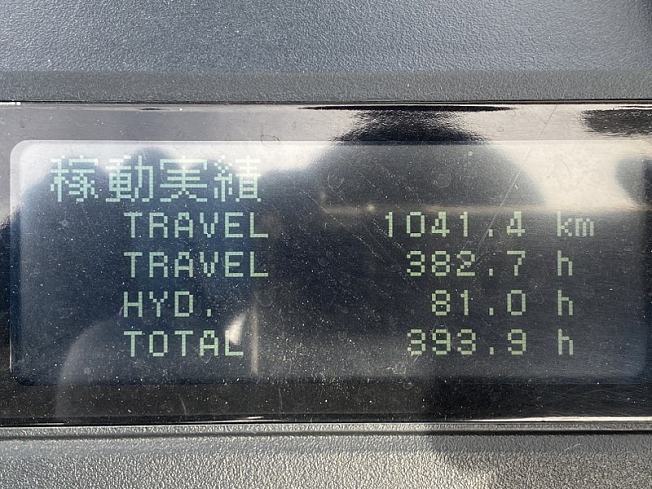 稼動実績
TRAVEL 1041.4 km
TRAVEL 382.7 h
HYD. 81.0 h
TOTAL 393.9 h